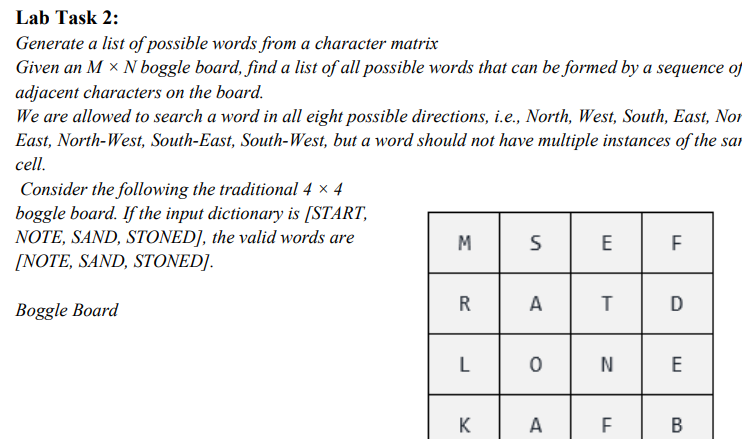 Lab Task 2:
Generate a list of possible words from a character matrix
Given an M × N boggle board, find a list of all possible words that can be formed by a sequence of
adjacent characters on the board.
We are allowed to search a word in all eight possible directions, i.e., North, West, South, East, Nor
East, North-West, South-East, South-West, but a word should not have multiple instances of the sar
cell.
Consider the following the traditional 4 × 4
boggle board. If the input dictionary is [START,
NOTE, SAND, STONED], the valid words are
[NOTE, SAND, STONED].
Boggle Board
M S E F
R A T D
L O N E
K A F B